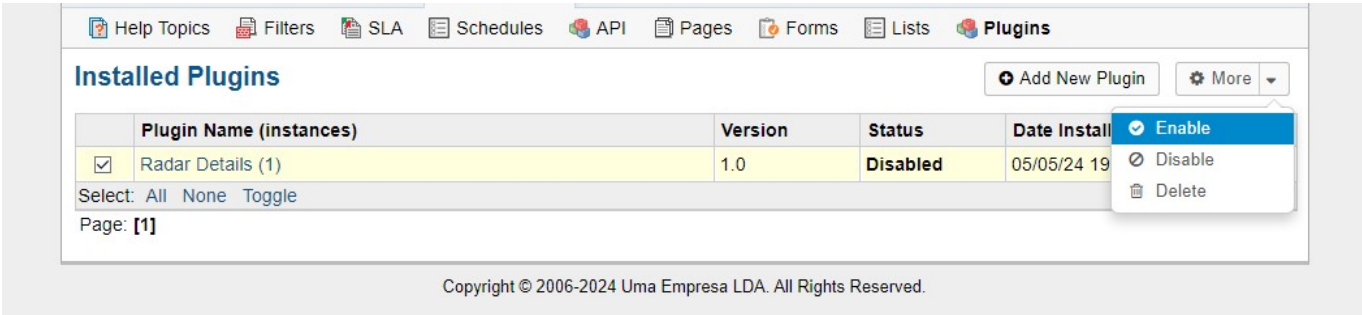 Help Topics Filters SLA Schedules API Pages Forms Lists Plugins
Installed Plugins Add New Plugin More
Plugin Name (instances) Version Status Date Install Enable
Radar Details (1) 1.0 Disabled 05/05/24 19 Disable
Select: All None Toggle Delete
Page: [1]
Copyright © 2006-2024 Uma Empresa LDA. All Rights Reserved.